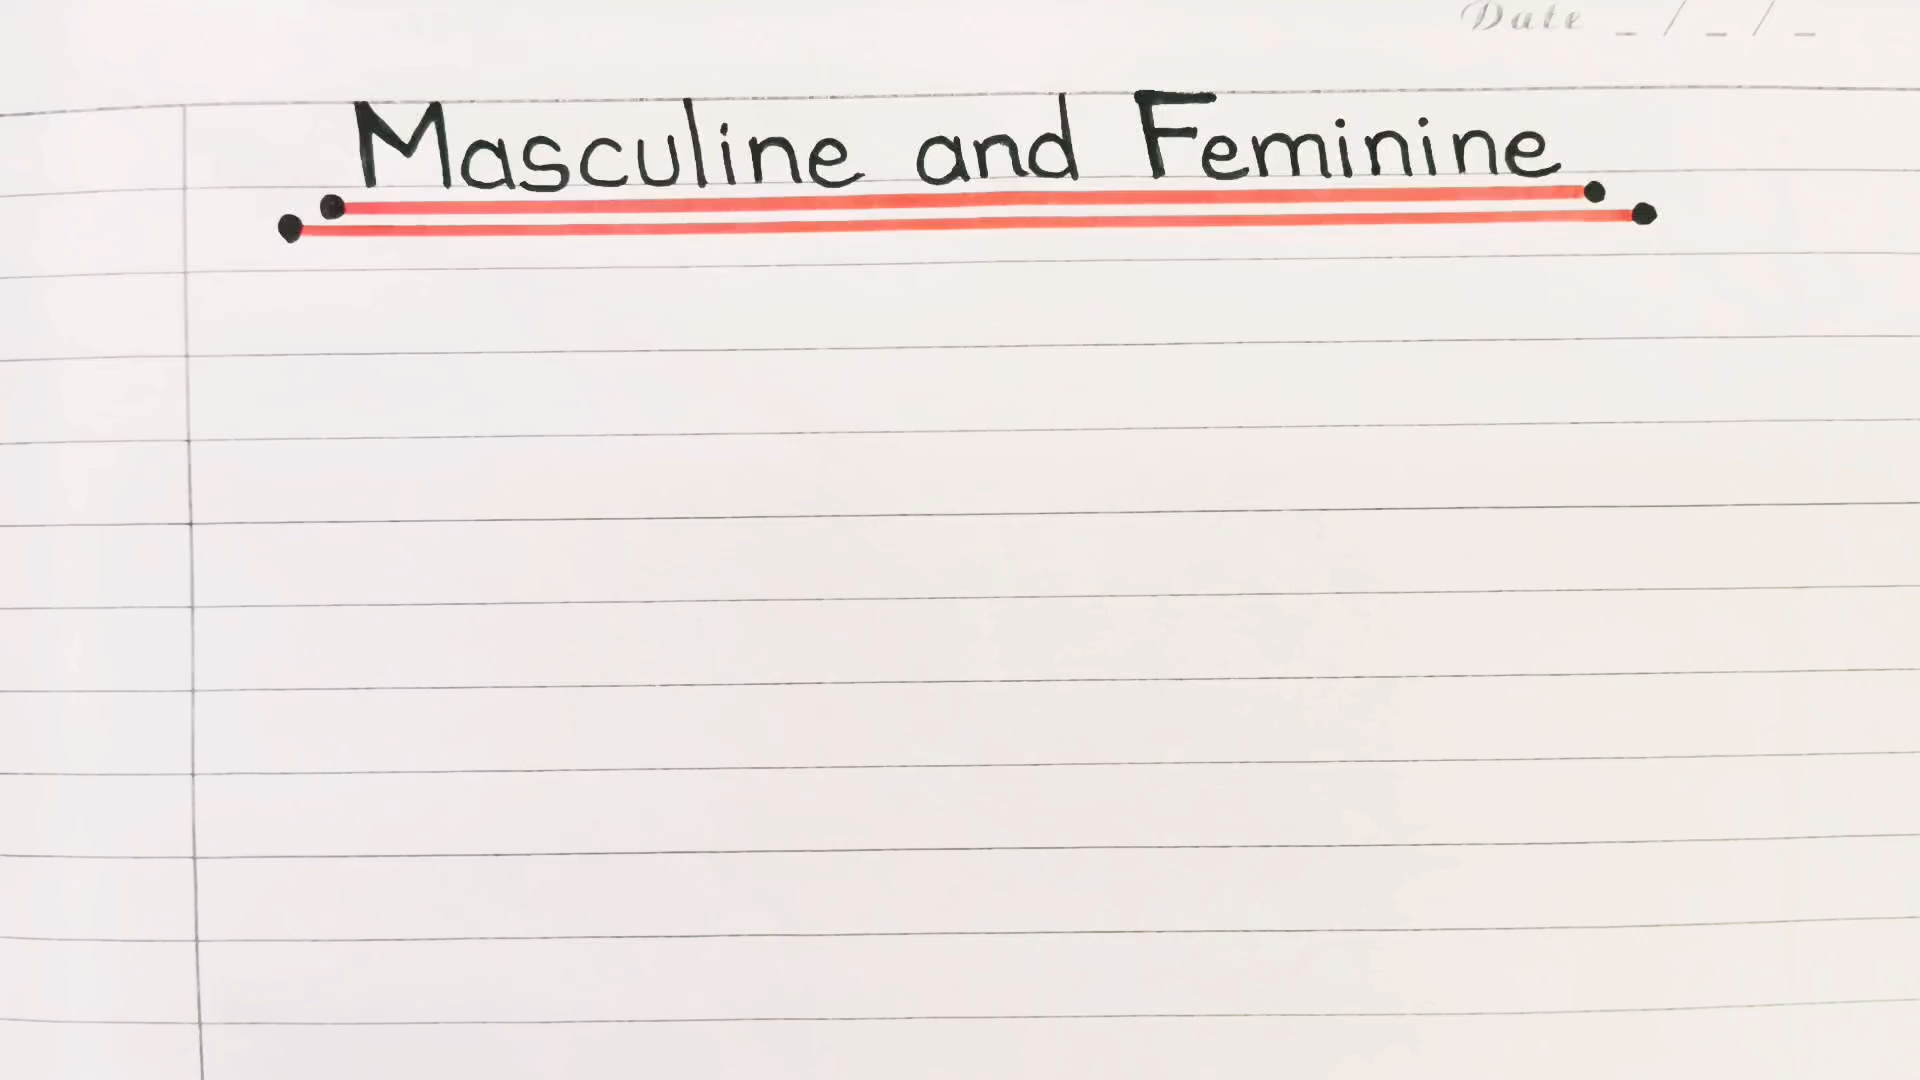 Date _ / _ / _
Masculine and Feminine